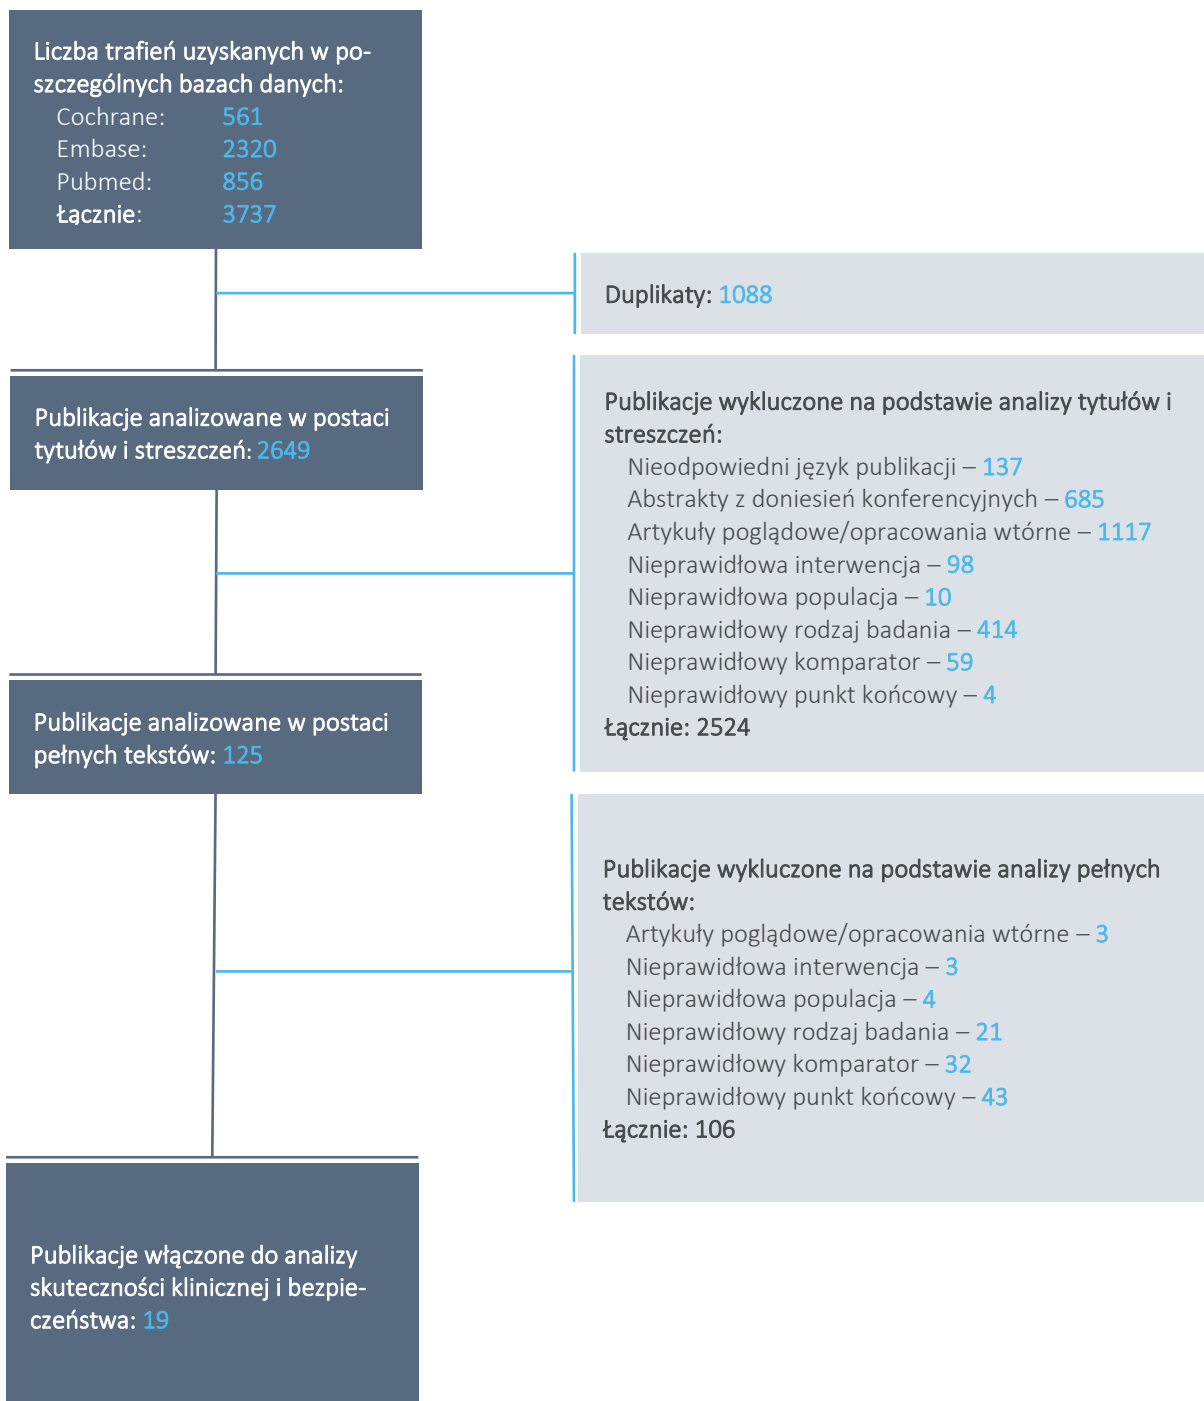 Liczba trafień uzyskanych w po-
szczególnych bazach danych:
Cochrane: 561
Embase: 2320
Pubmed: 856
Łącznie: 3737
Duplikaty: 1088
Publikacje analizowane w postaci
tytułów i streszczeń: 2649
Publikacje wykluczone na podstawie analizy tytułów i
streszczeń:
Nieodpowiedni język publikacji – 137
Abstrakty z doniesień konferencyjnych – 685
Artykuły poglądowe/opracowania wtórne – 1117
Nieprawidłowa interwencja – 98
Nieprawidłowa populacja – 10
Nieprawidłowy rodzaj badania – 414
Nieprawidłowy komparator – 59
Nieprawidłowy punkt końcowy – 4
Łącznie: 2524
Publikacje analizowane w postaci
pełnych tekstów: 125
Publikacje wykluczone na podstawie analizy pełnych
tekstów:
Artykuły poglądowe/opracowania wtórne – 3
Nieprawidłowa interwencja – 3
Nieprawidłowa populacja – 4
Nieprawidłowy rodzaj badania – 21
Nieprawidłowy komparator – 32
Nieprawidłowy punkt końcowy – 43
Łącznie: 106
Publikacje włączone do analizy
skuteczności klinicznej i bezpie-
czeństwa: 19